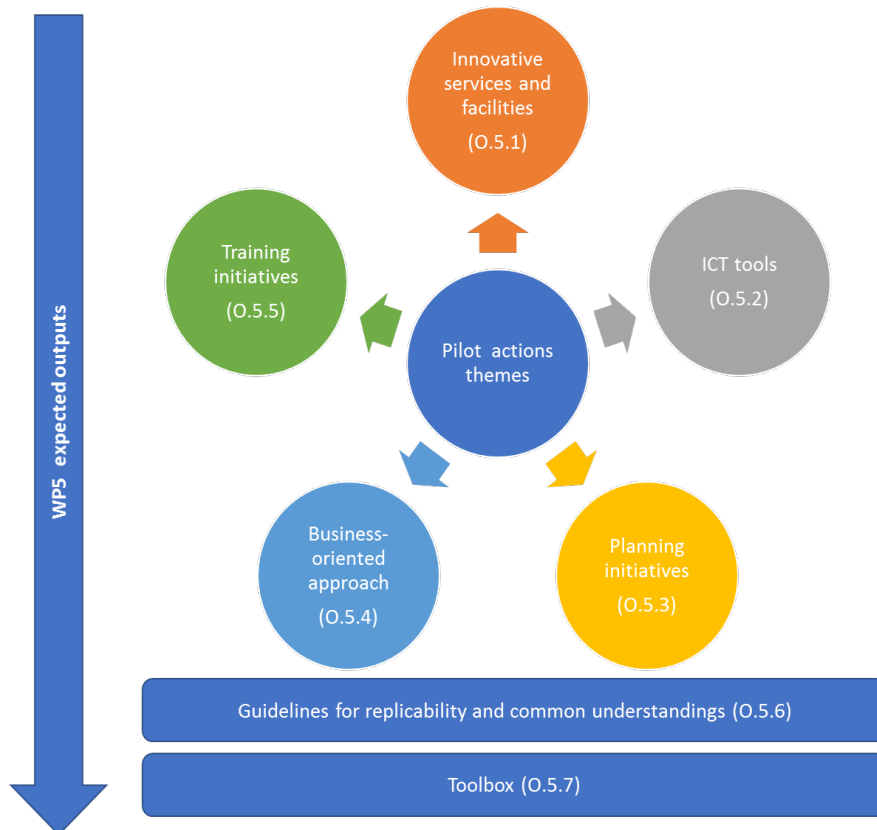 Innovative
services and
facilities
(O.5.1)
Training
initiatives
(O.5.5)
ICT tools
(O.5.2)
Pilot actions
themes
WP5 expected outputs
Business-
oriented
approach
(O.5.4)
Planning
initiatives
(O.5.3)
Guidelines for replicability and common understandings (O.5.6)
Toolbox (O.5.7)